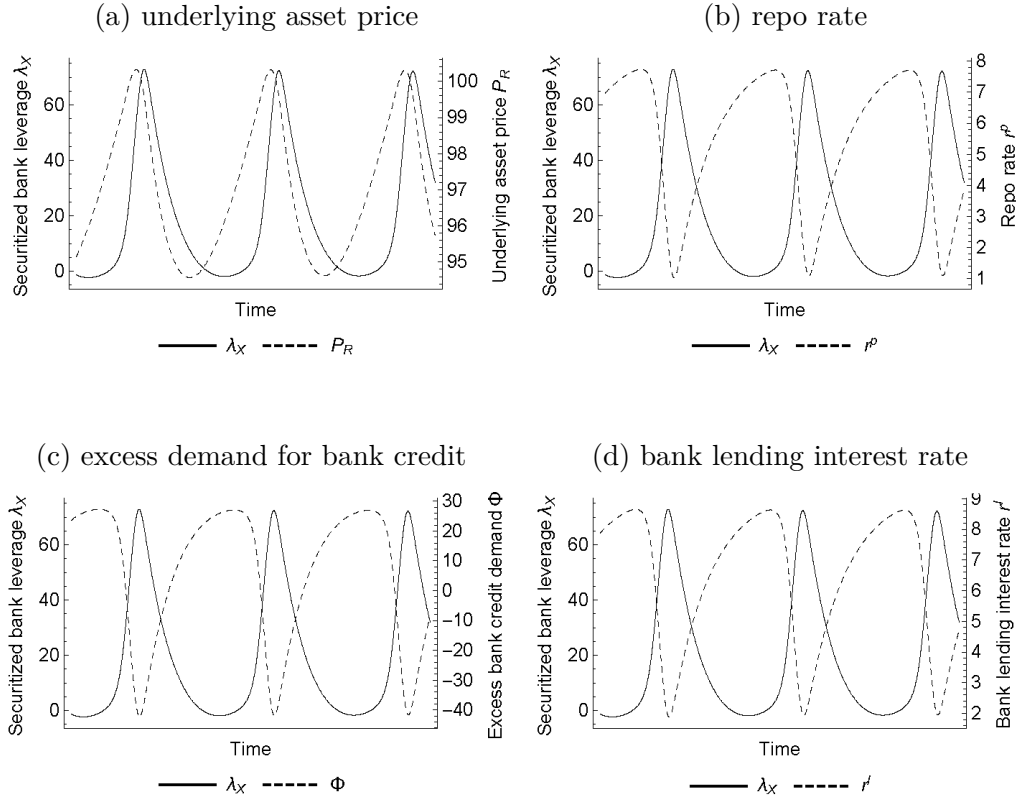 (a) underlying asset price
Securitized bank leverage λX
60
40
20
0
100
99
98
97
96
95
Underlying asset price PR
Time
λX PR
(b) repo rate
Securitized bank leverage λX
60
40
20
0
8
7
6
5
4
3
2
1
Repo rate r^p
Time
λX r^p
(c) excess demand for bank credit
Securitized bank leverage λX
60
40
20
0
30
20
10
0
−10
−20
−30
−40
Excess bank credit demand Φ
Time
λX Φ
(d) bank lending interest rate
Securitized bank leverage λX
60
40
20
0
9
8
7
6
5
4
3
2
Bank lending interest rate r^l
Time
λX r^l